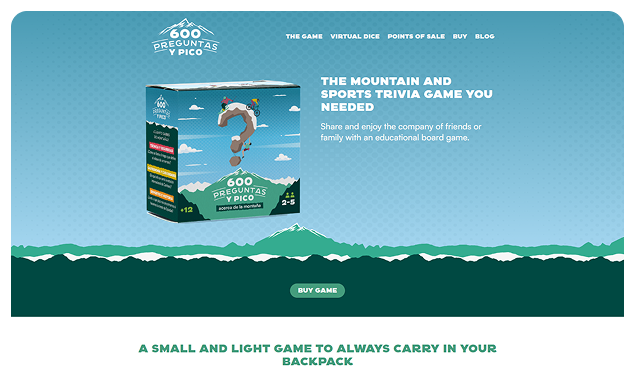 600
PREGUNTAS
Y PICO
THE GAME VIRTUAL DICE POINTS OF SALE BUY BLOG
THE MOUNTAIN AND
SPORTS TRIVIA GAME YOU
NEEDED
Share and enjoy the company of friends or
family with an educational board game.
600
PREGUNTAS
Y PICO
600
PREGUNTAS
Y PICO
acerca de la montaña
+12
2-5
BUY GAME
A SMALL AND LIGHT GAME TO ALWAYS CARRY IN YOUR
BACKPACK